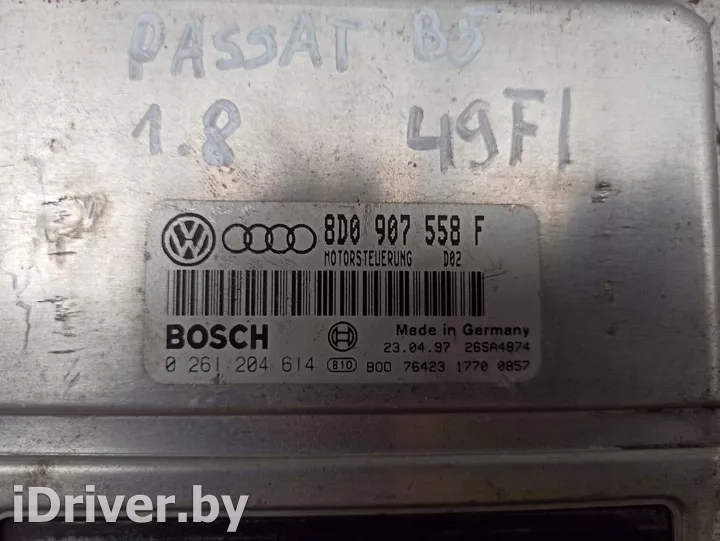 PASSAT B5
1.8 49F1
8D0 907 558 F
MOTORSTEUERUNG D02
BOSCH
Made in Germany
23.04.97 26SA4874
0 261 204 614 810 B00 76423 1770 0857
iDriver.by